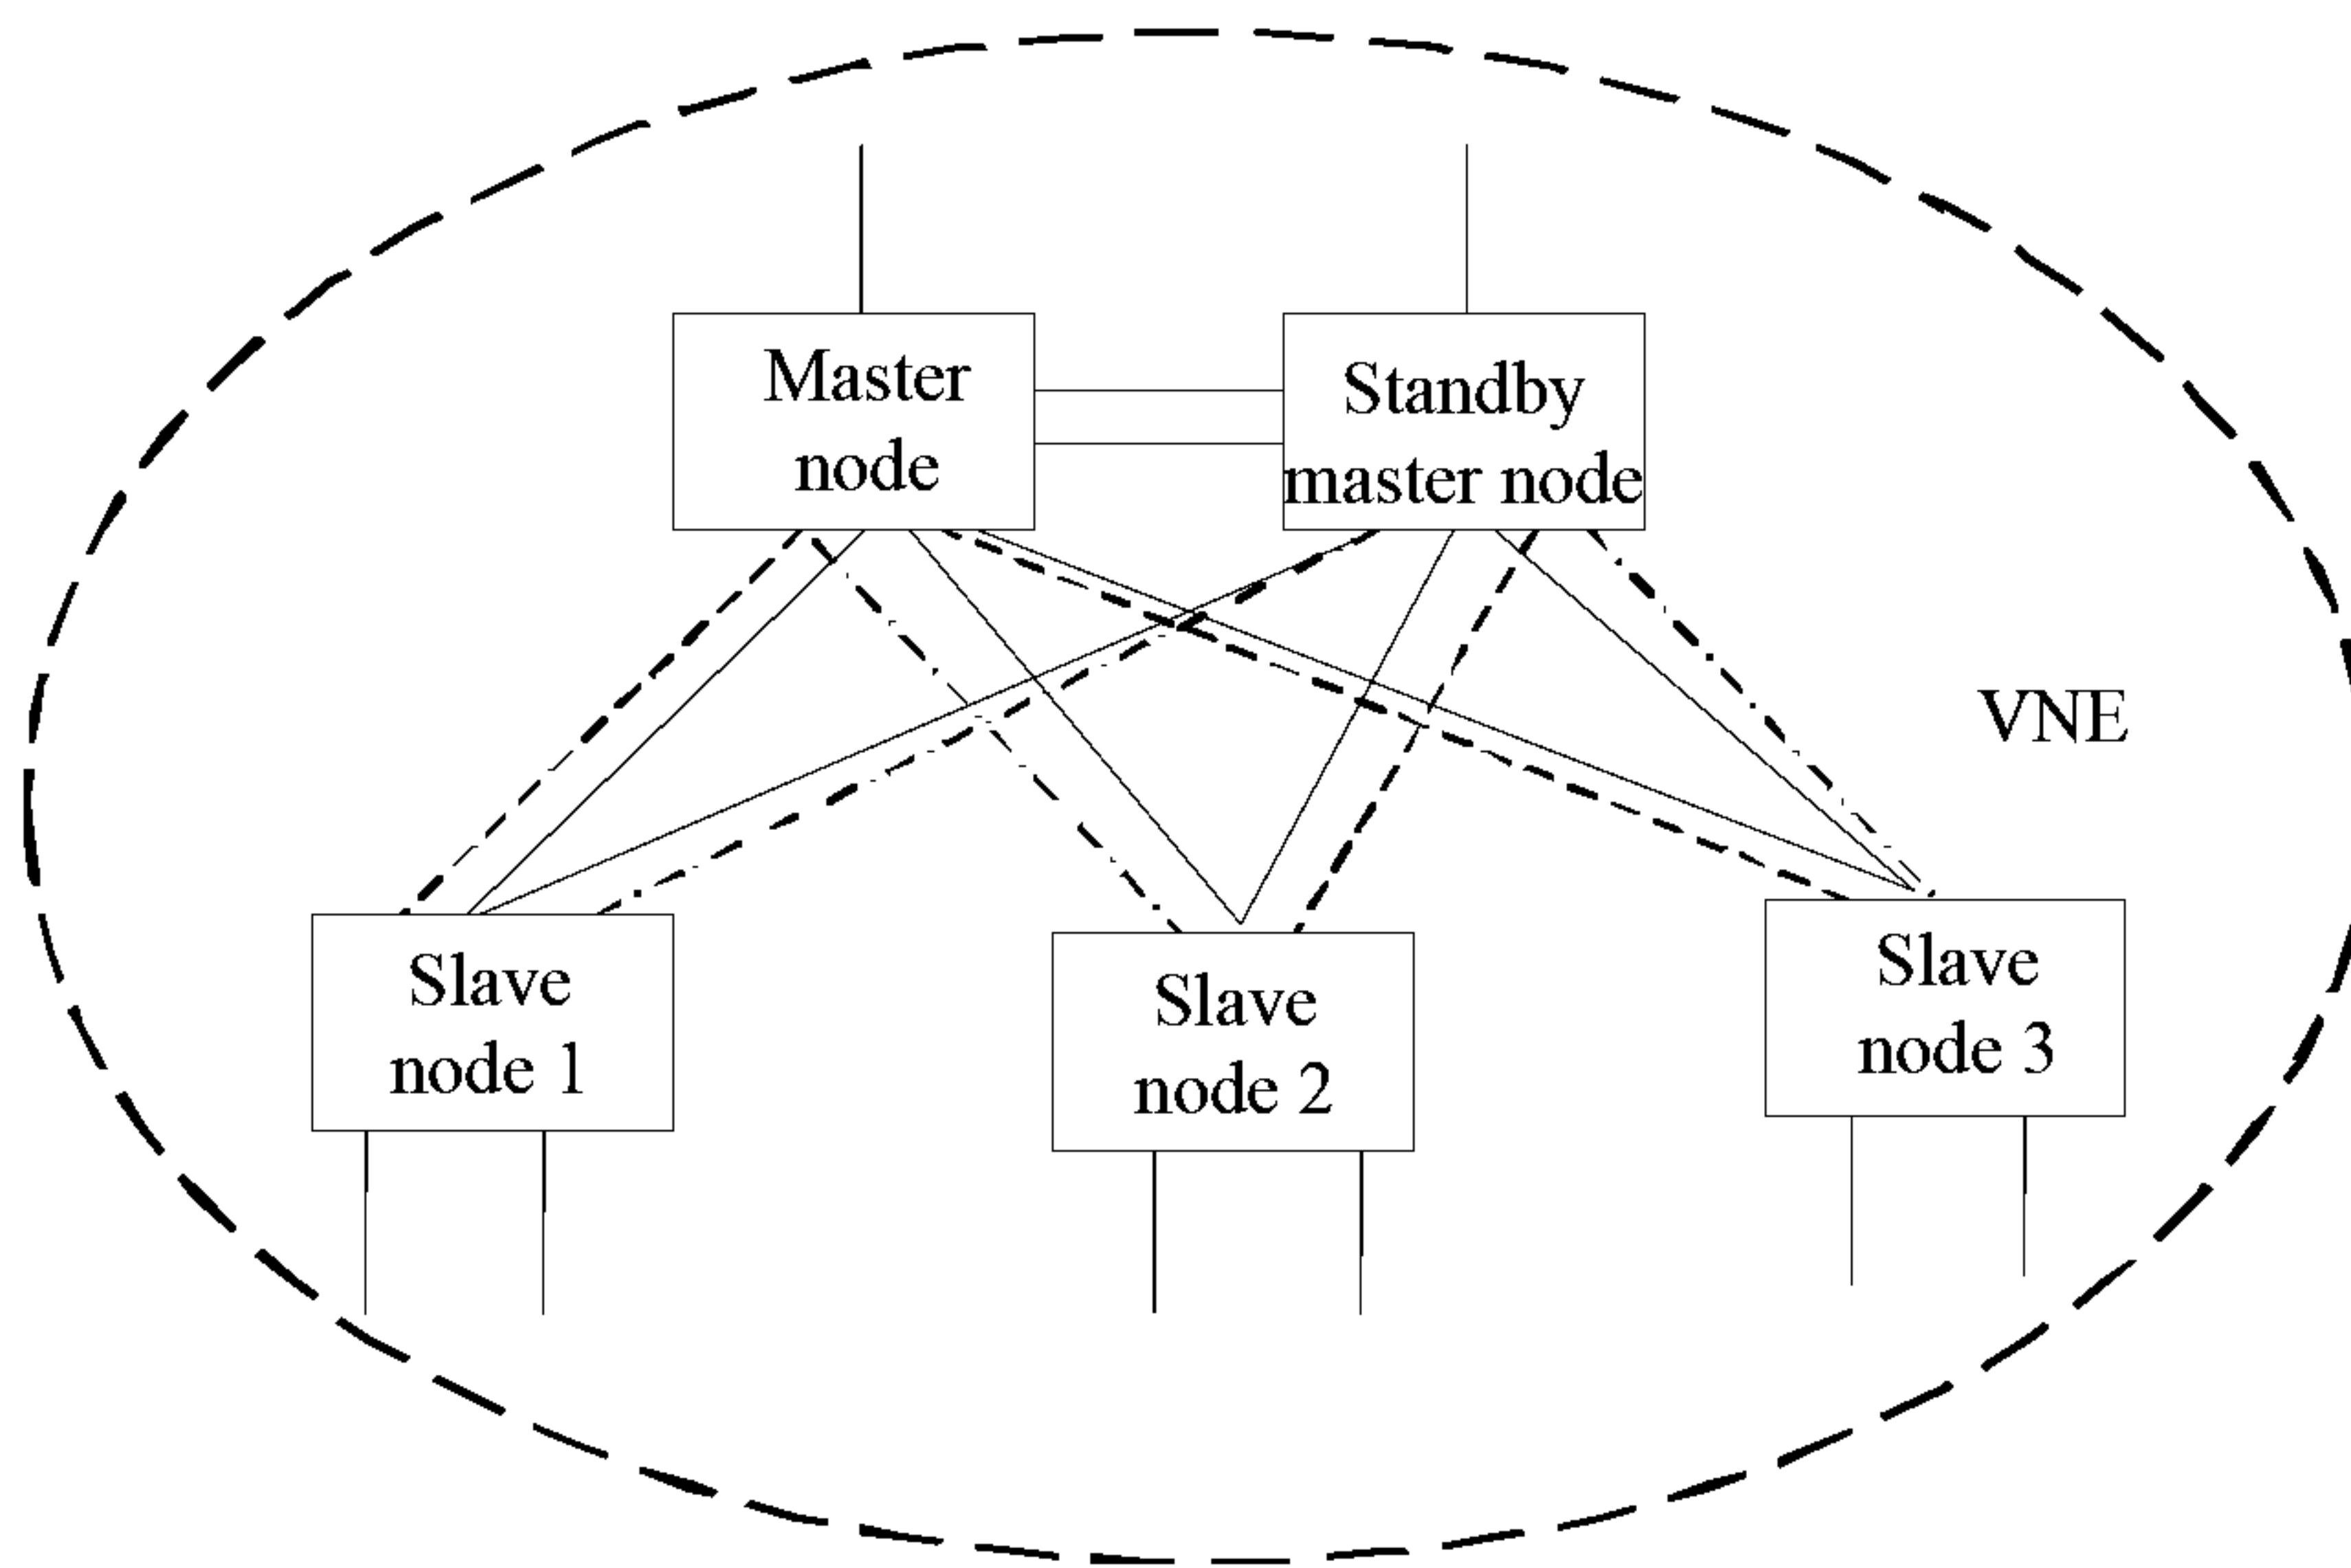 Master
node
Standby
master node
VNE
Slave
node 1
Slave
node 2
Slave
node 3